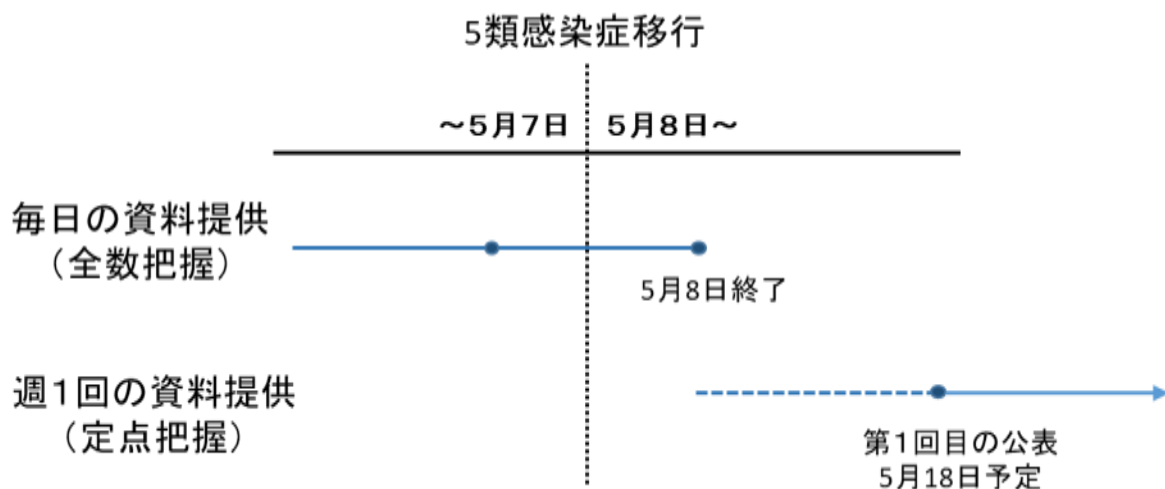 5類感染症移行
～5月7日
5月8日～
毎日の資料提供
（全数把握）
5月8日終了
週1回の資料提供
（定点把握）
第1回目の公表
5月18日予定